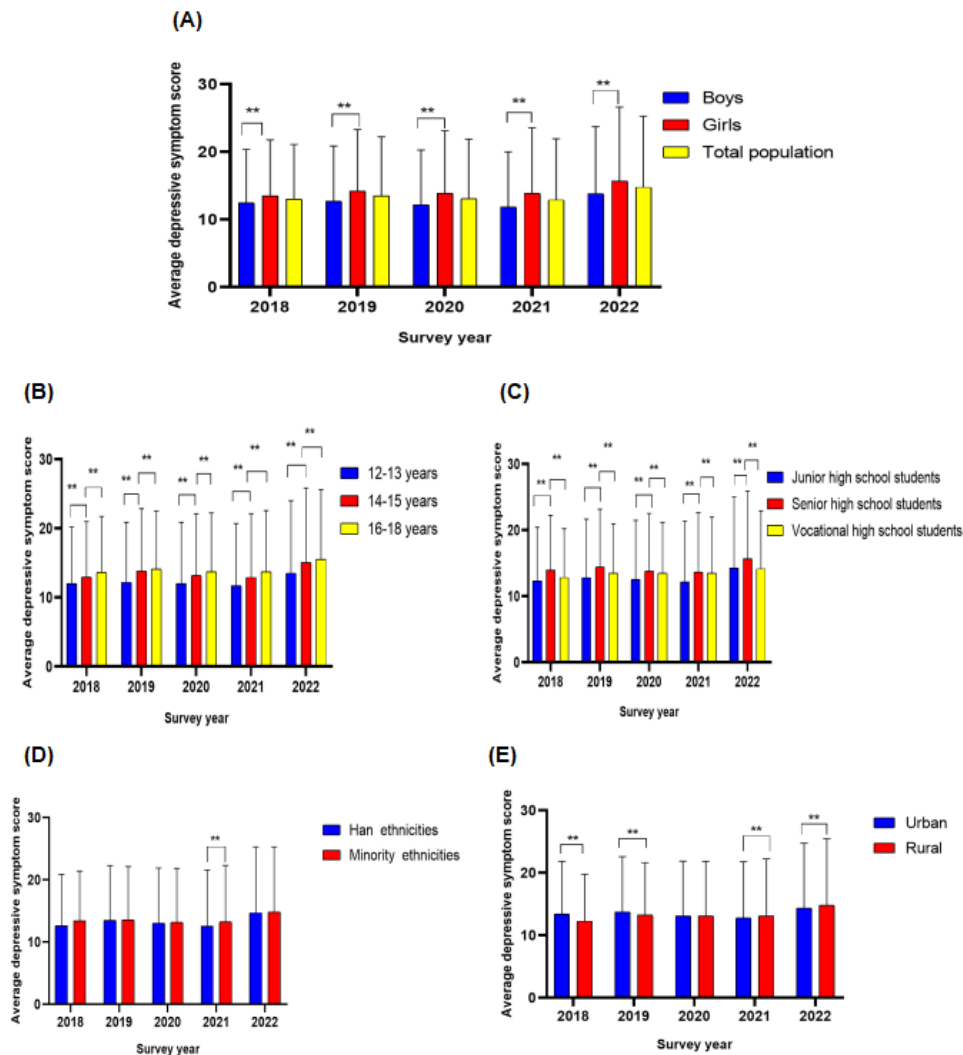 (A)
Average depressive symptom score
30
20
10
0
** ** ** ** **
Boys
Girls
Total population
2018 2019 2020 2021 2022
Survey year
(B)
Average depressive symptom score
30
20
10
0
** ** ** ** ** ** ** ** ** **
12-13 years
14-15 years
16-18 years
2018 2019 2020 2021 2022
Survey year
(C)
Average depressive symptom score
30
20
10
0
** ** ** ** ** ** ** ** ** **
Junior high school students
Senior high school students
Vocational high school students
2018 2019 2020 2021 2022
Survey year
(D)
Average depressive symptom score
30
20
10
0
**
Han ethnicities
Minority ethnicities
2018 2019 2020 2021 2022
Survey year
(E)
Average depressive symptom score
30
20
10
0
** ** ** **
Urban
Rural
2018 2019 2020 2021 2022
Survey year